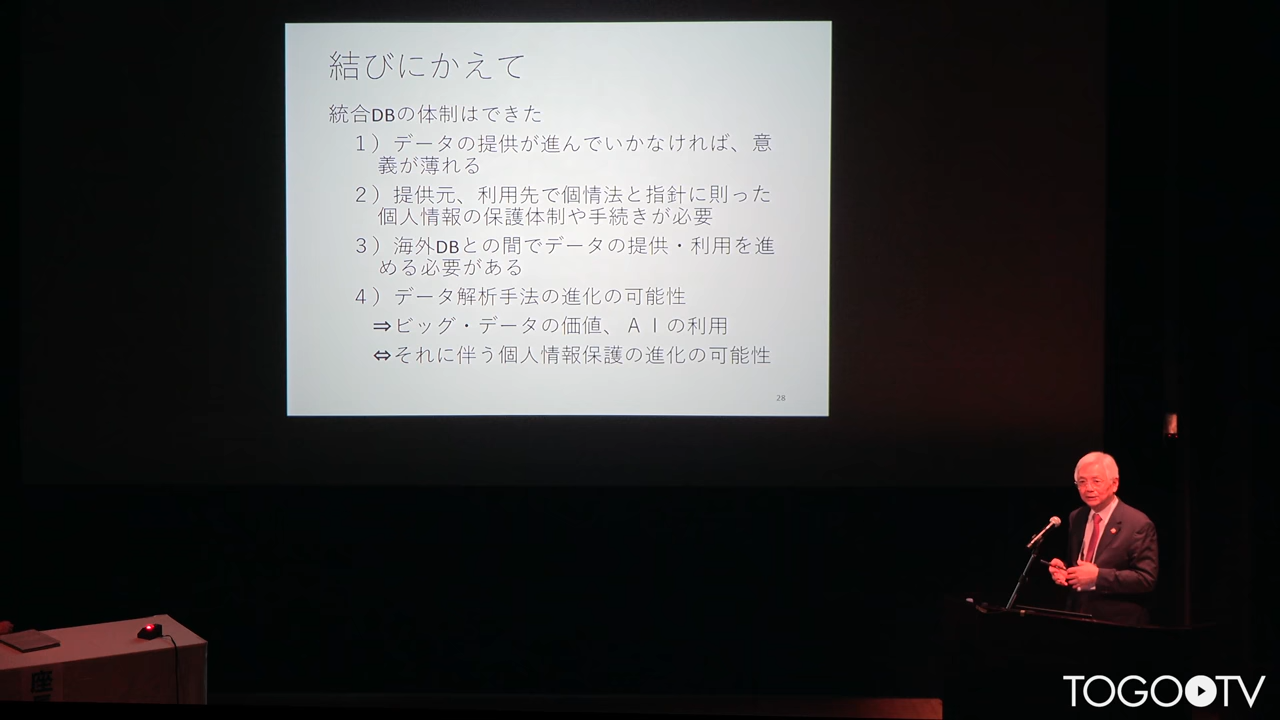 結びにかえて
統合DBの体制はできた
１）データの提供が進んでいかなければ、意
義が薄れる
２）提供元、利用先で個情法と指針に則った
個人情報の保護体制や手続きが必要
３）海外DBとの間でデータの提供・利用を進
める必要がある
４）データ解析手法の進化の可能性
⇒ビッグ・データの価値、ＡＩの利用
⇔それに伴う個人情報保護の進化の可能性
28
座
TOGOTV